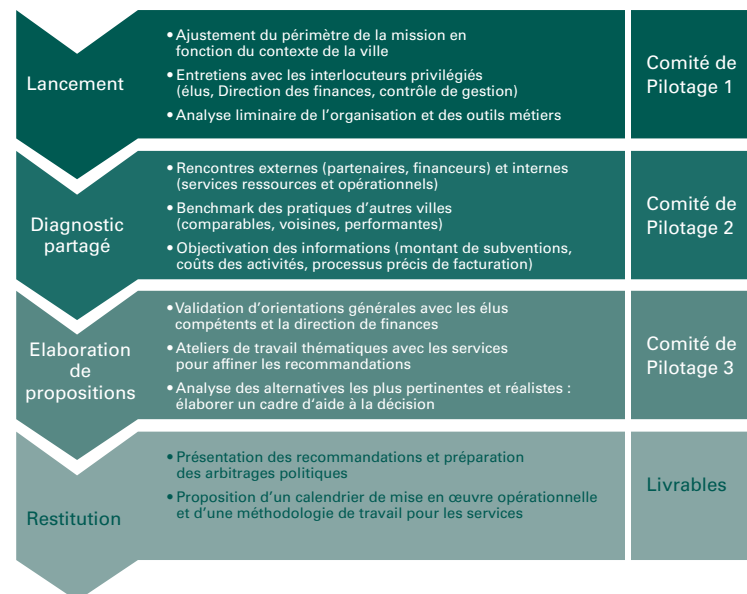 Lancement
• Ajustement du périmètre de la mission en
fonction du contexte de la ville
• Entretiens avec les interlocuteurs privilégiés
(élus, Direction des finances, contrôle de gestion)
• Analyse liminaire de l'organisation et des outils métiers
Comité de
Pilotage 1
Diagnostic
partagé
• Rencontres externes (partenaires, financeurs) et internes
(services ressources et opérationnels)
• Benchmark des pratiques d'autres villes
(comparables, voisines, performantes)
• Objectivation des informations (montant de subventions,
coûts des activités, processus précis de facturation)
Comité de
Pilotage 2
Elaboration
de
propositions
• Validation d'orientations générales avec les élus
compétents et la direction de finances
• Ateliers de travail thématiques avec les services
pour affiner les recommandations
• Analyse des alternatives les plus pertinentes et réalistes :
élaborer un cadre d'aide à la décision
Comité de
Pilotage 3
Restitution
• Présentation des recommandations et préparation
des arbitrages politiques
• Proposition d'un calendrier de mise en œuvre opérationnelle
et d'une méthodologie de travail pour les services
Livrables